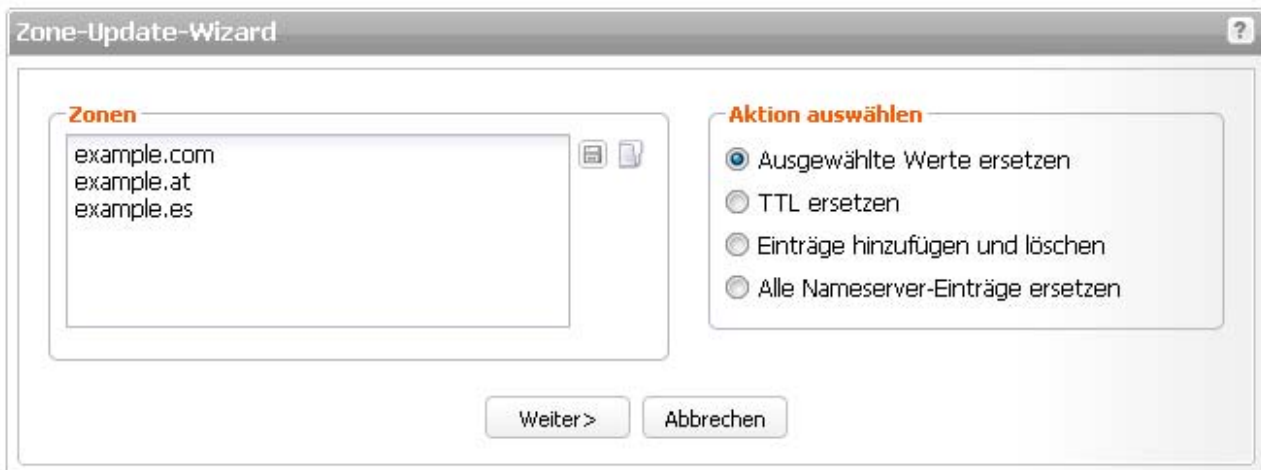 Zone-Update-Wizard
?
Zonen
example.com
example.at
example.es
Aktion auswählen
Ausgewählte Werte ersetzen
TTL ersetzen
Einträge hinzufügen und löschen
Alle Nameserver-Einträge ersetzen
Weiter>
Abbrechen